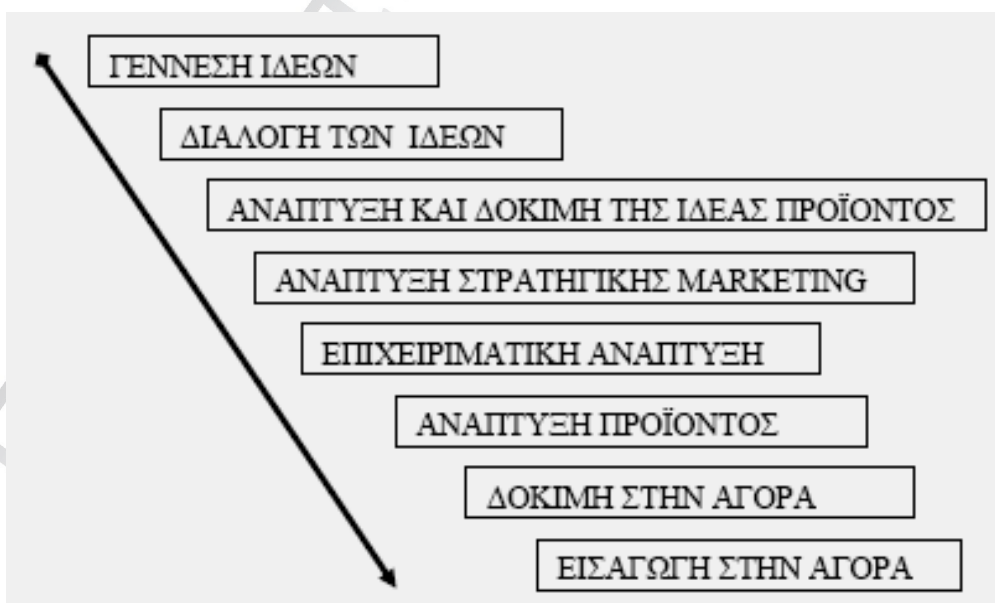 ΓΕΝΝΕΣΗ ΙΔΕΩΝ
ΔΙΑΛΟΓΗ ΤΩΝ ΙΔΕΩΝ
ΑΝΑΠΤΥΞΗ ΚΑΙ ΔΟΚΙΜΗ ΤΗΣ ΙΔΕΑΣ ΠΡΟΪΟΝΤΟΣ
ΑΝΑΠΤΥΞΗ ΣΤΡΑΤΗΓΙΚΗΣ MARKETING
ΕΠΙΧΕΙΡΙΜΑΤΙΚΗ ΑΝΑΠΤΥΞΗ
ΑΝΑΠΤΥΞΗ ΠΡΟΪΟΝΤΟΣ
ΔΟΚΙΜΗ ΣΤΗΝ ΑΓΟΡΑ
ΕΙΣΑΓΩΓΗ ΣΤΗΝ ΑΓΟΡΑ